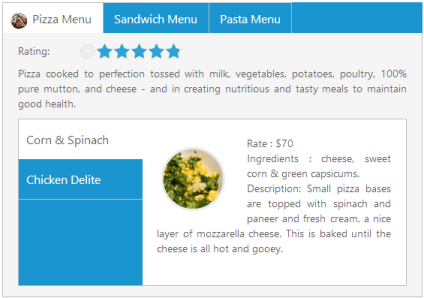 Pizza Menu Sandwich Menu Pasta Menu
Rating:
Pizza cooked to perfection tossed with milk, vegetables, potatoes, poultry, 100%
pure mutton, and cheese - and in creating nutritious and tasty meals to maintain
good health.
Corn & Spinach
Chicken Delite
Rate : $70
Ingredients : cheese, sweet
corn & green capsicums.
Description: Small pizza bases
are topped with spinach and
paneer and fresh cream, a nice
layer of mozzarella cheese. This is baked until the
cheese is all hot and gooey.